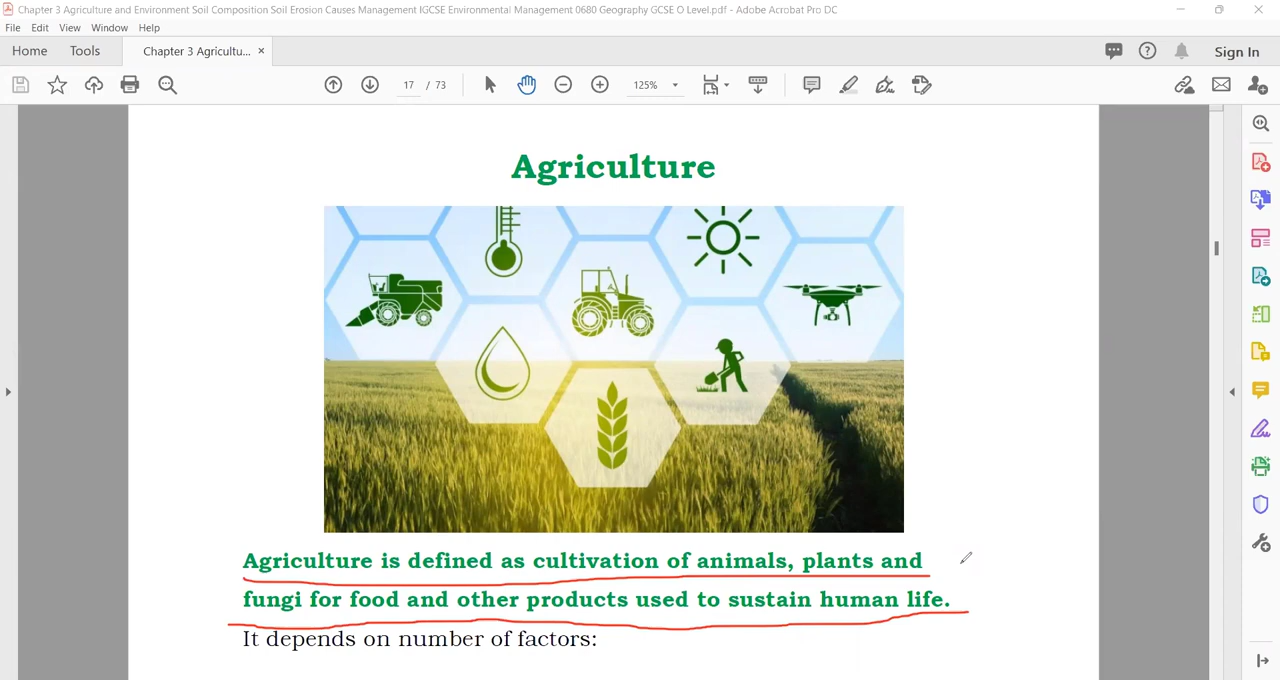 Chapter 3 Agriculture and Environment Soil Composition Soil Erosion Causes Management IGCSE Environmental Management 0680 Geography GCSE O Level.pdf - Adobe Acrobat Pro DC
File Edit View Window Help
Home Tools Chapter 3 Agricultu... × Sign In
17 / 73 125%
Agriculture
Agriculture is defined as cultivation of animals, plants and
fungi for food and other products used to sustain human life.
It depends on number of factors: